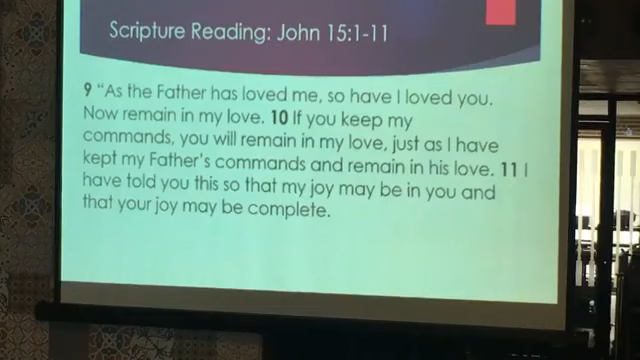 Scripture Reading: John 15:1-11
9 “As the Father has loved me, so have I loved you.
Now remain in my love. 10 If you keep my
commands, you will remain in my love, just as I have
kept my Father’s commands and remain in his love. 11 I
have told you this so that my joy may be in you and
that your joy may be complete.